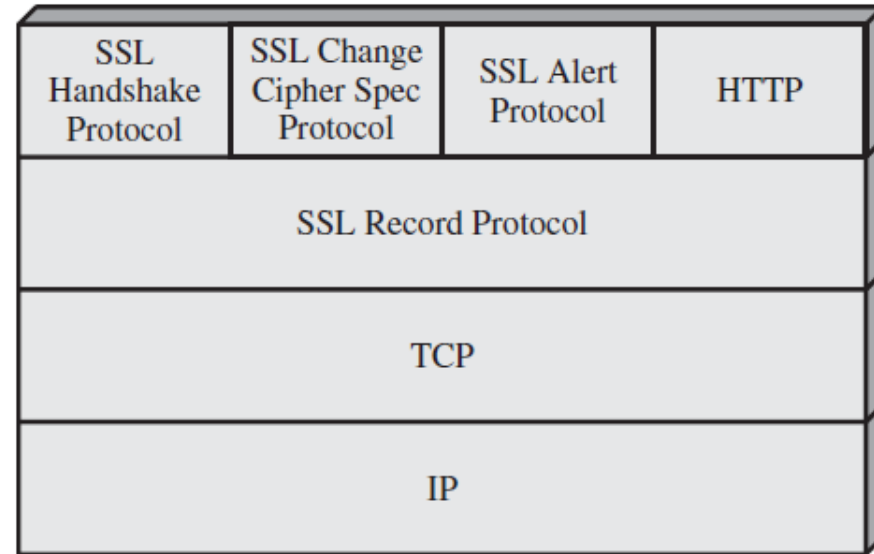 SSL
Handshake
Protocol
SSL Change
Cipher Spec
Protocol
SSL Alert
Protocol
HTTP
SSL Record Protocol
TCP
IP